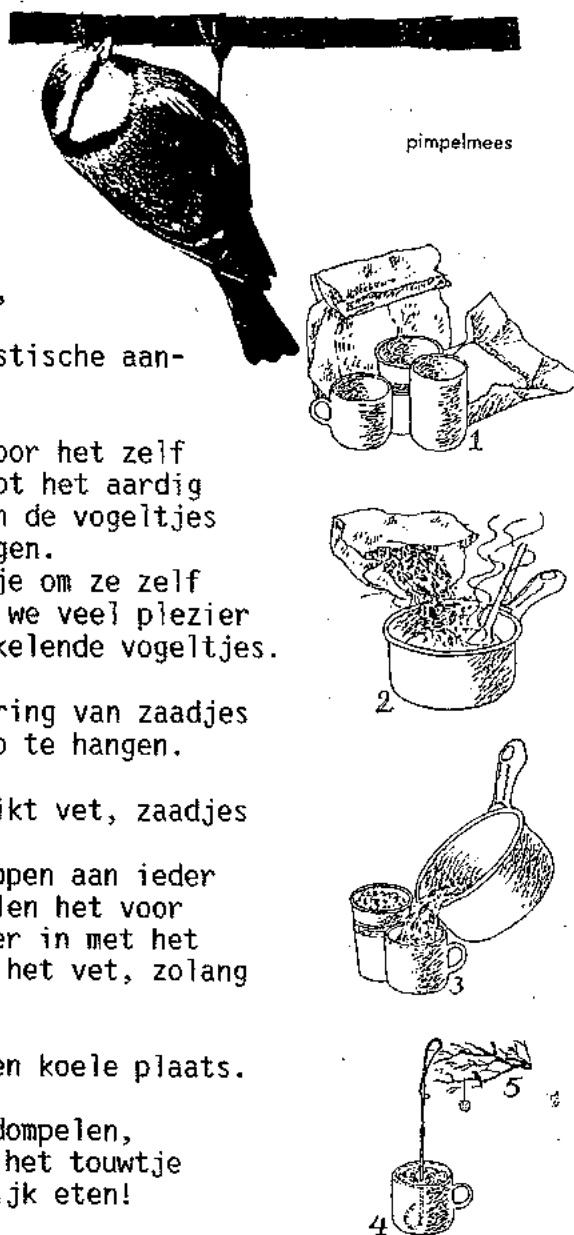 pimpelmees
,
stische aan-
oor het zelf
ot het aardig
n de vogeltjes
gen.
je om ze zelf
we veel plezier
kelende vogeltjes.
ring van zaadjes
o te hangen.
ikt vet, zaadjes
ppen aan ieder
len het voor
er in met het
het vet, zolang
en koele plaats.
dompelen,
het touwtje
ijk eten!
1
2
3
5
4